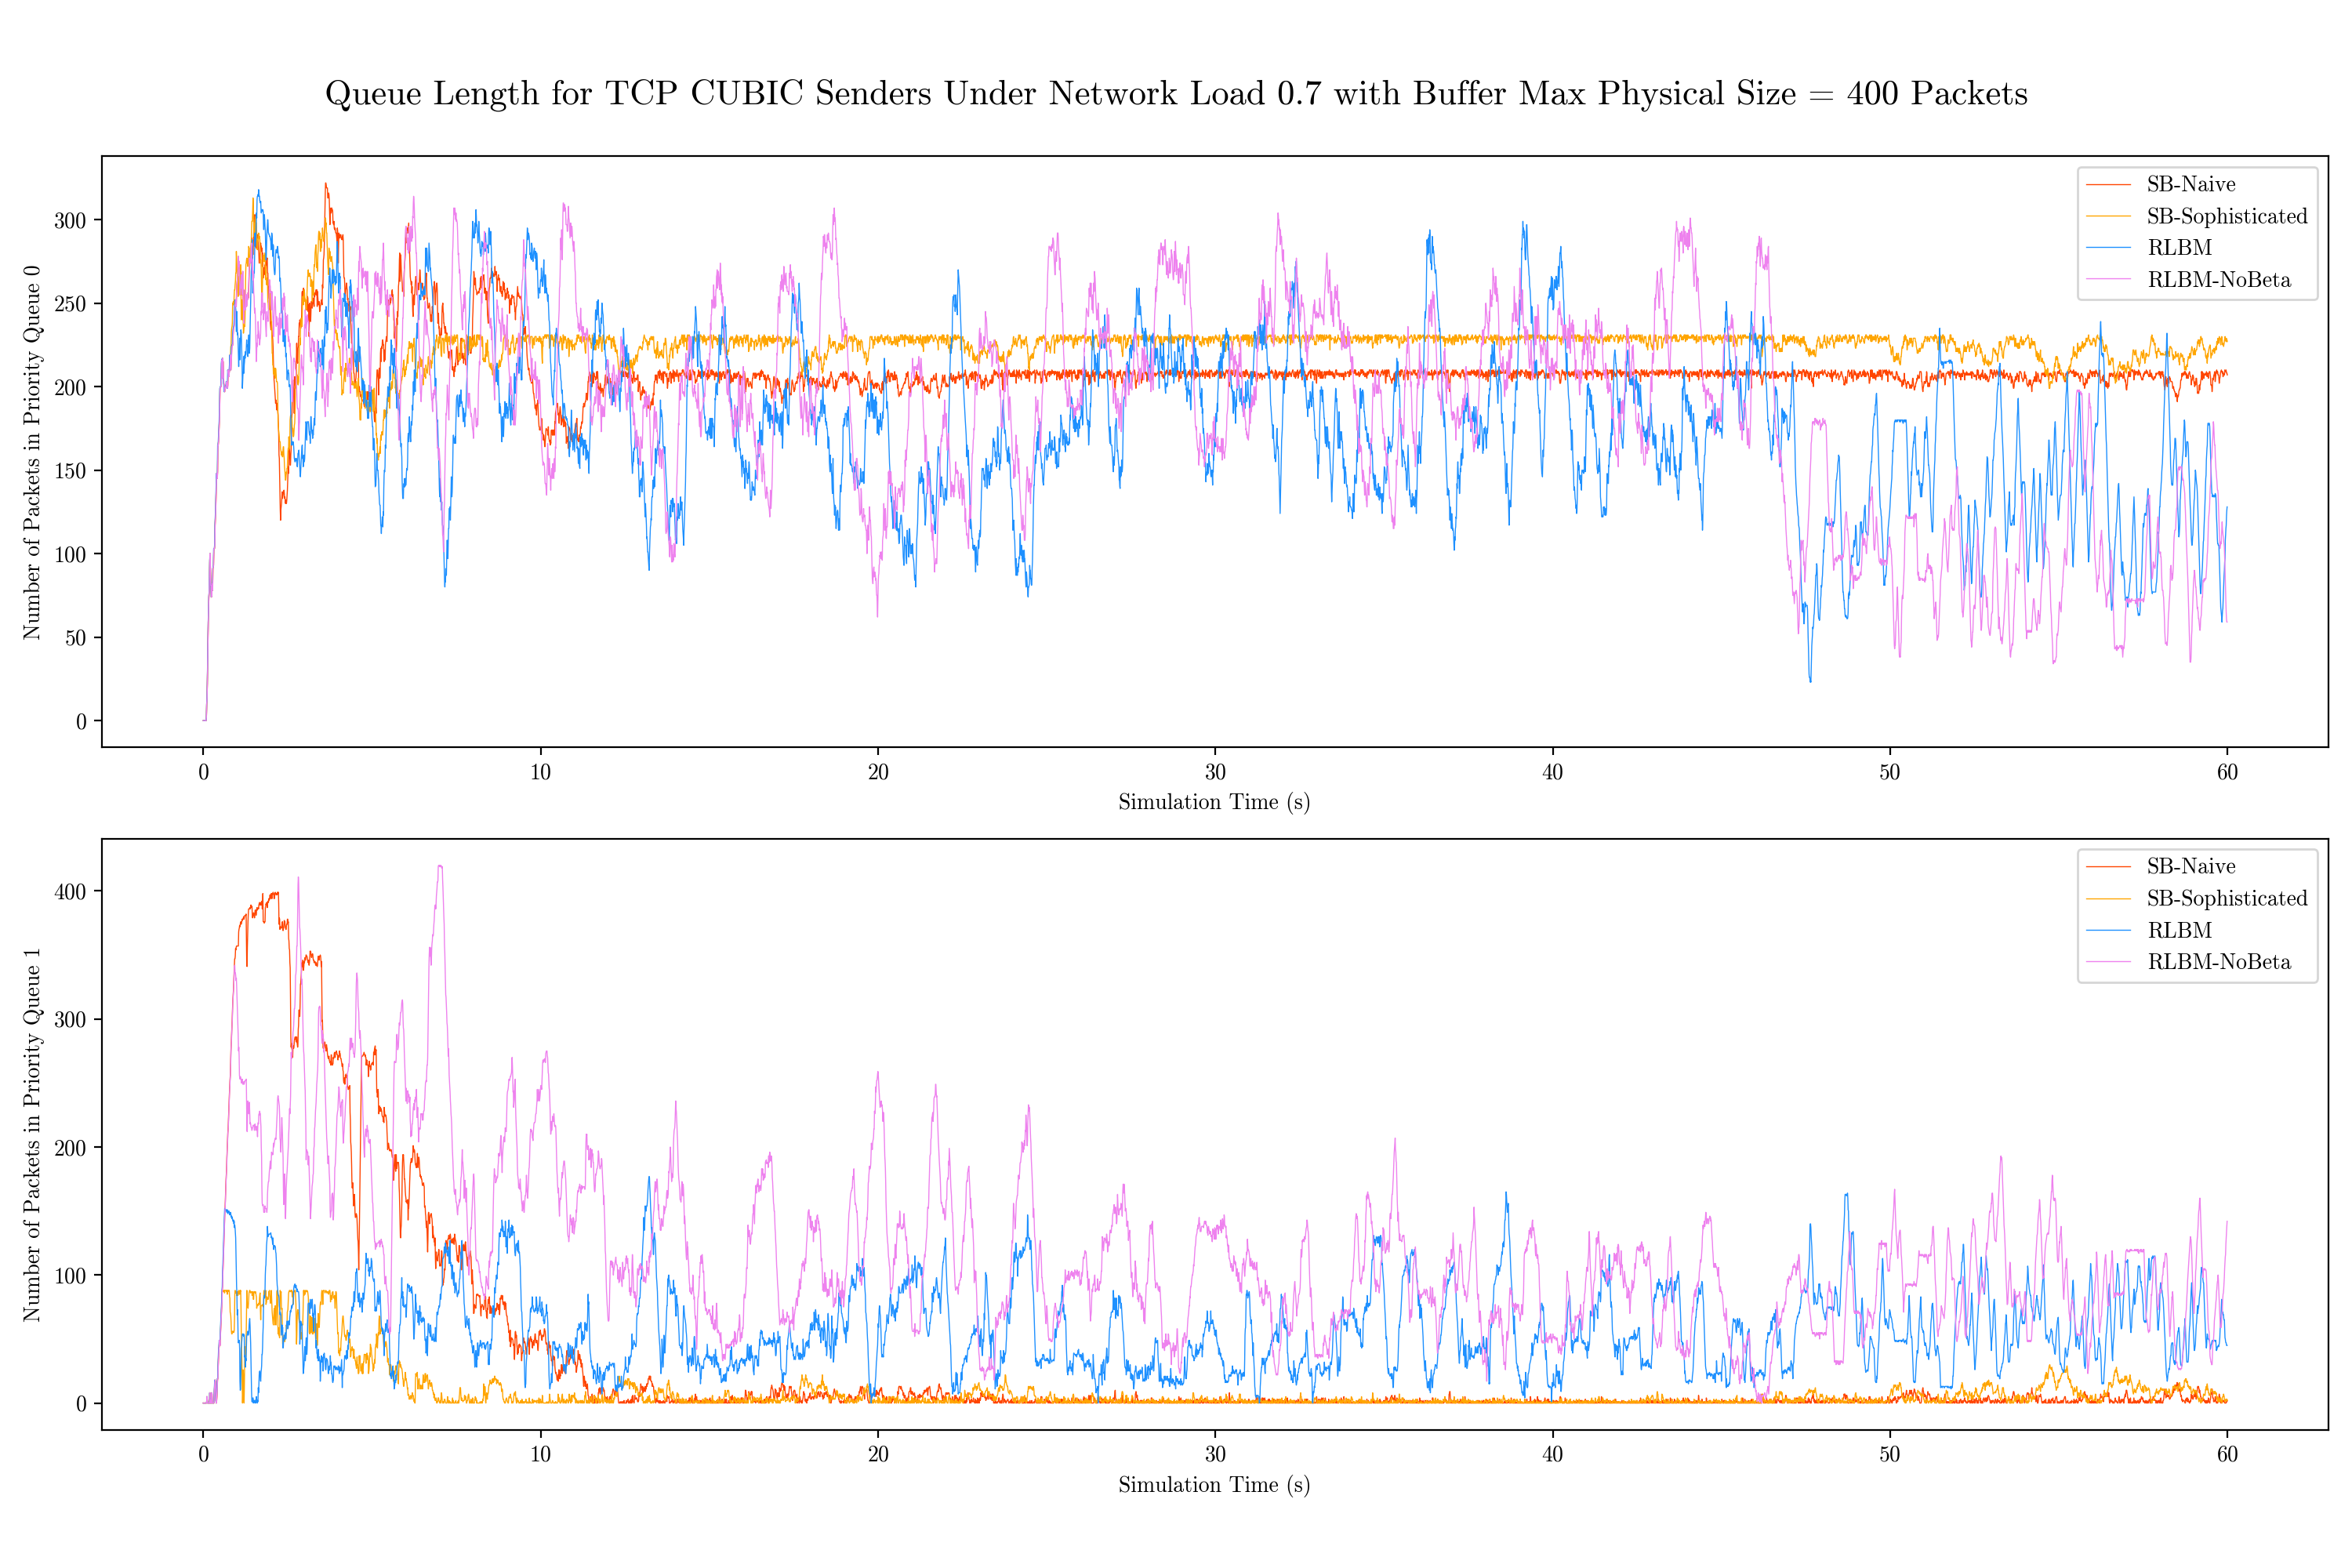 Queue Length for TCP CUBIC Senders Under Network Load 0.7 with Buffer Max Physical Size = 400 Packets
Number of Packets in Priority Queue 0
300
250
200
150
100
50
0
SB-Naive
SB-Sophisticated
RLBM
RLBM-NoBeta
0 10 20 30 40 50 60
Simulation Time (s)
Number of Packets in Priority Queue 1
400
300
200
100
0
SB-Naive
SB-Sophisticated
RLBM
RLBM-NoBeta
0 10 20 30 40 50 60
Simulation Time (s)